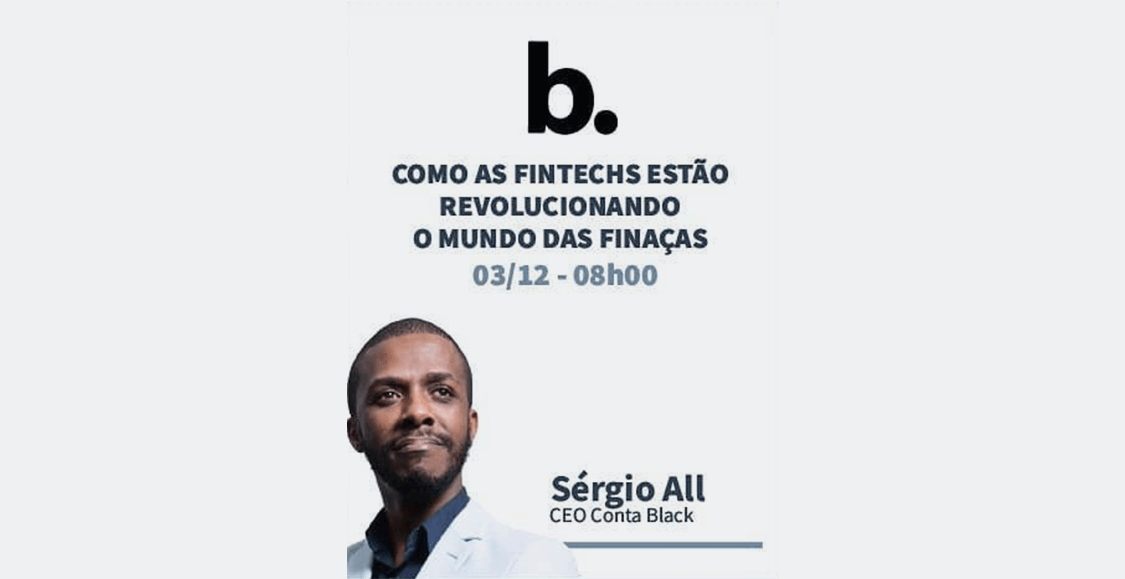 b.
COMO AS FINTECHS ESTÃO
REVOLUCIONANDO
O MUNDO DAS FINAÇAS
03/12 - 08h00
Sérgio All
CEO Conta Black